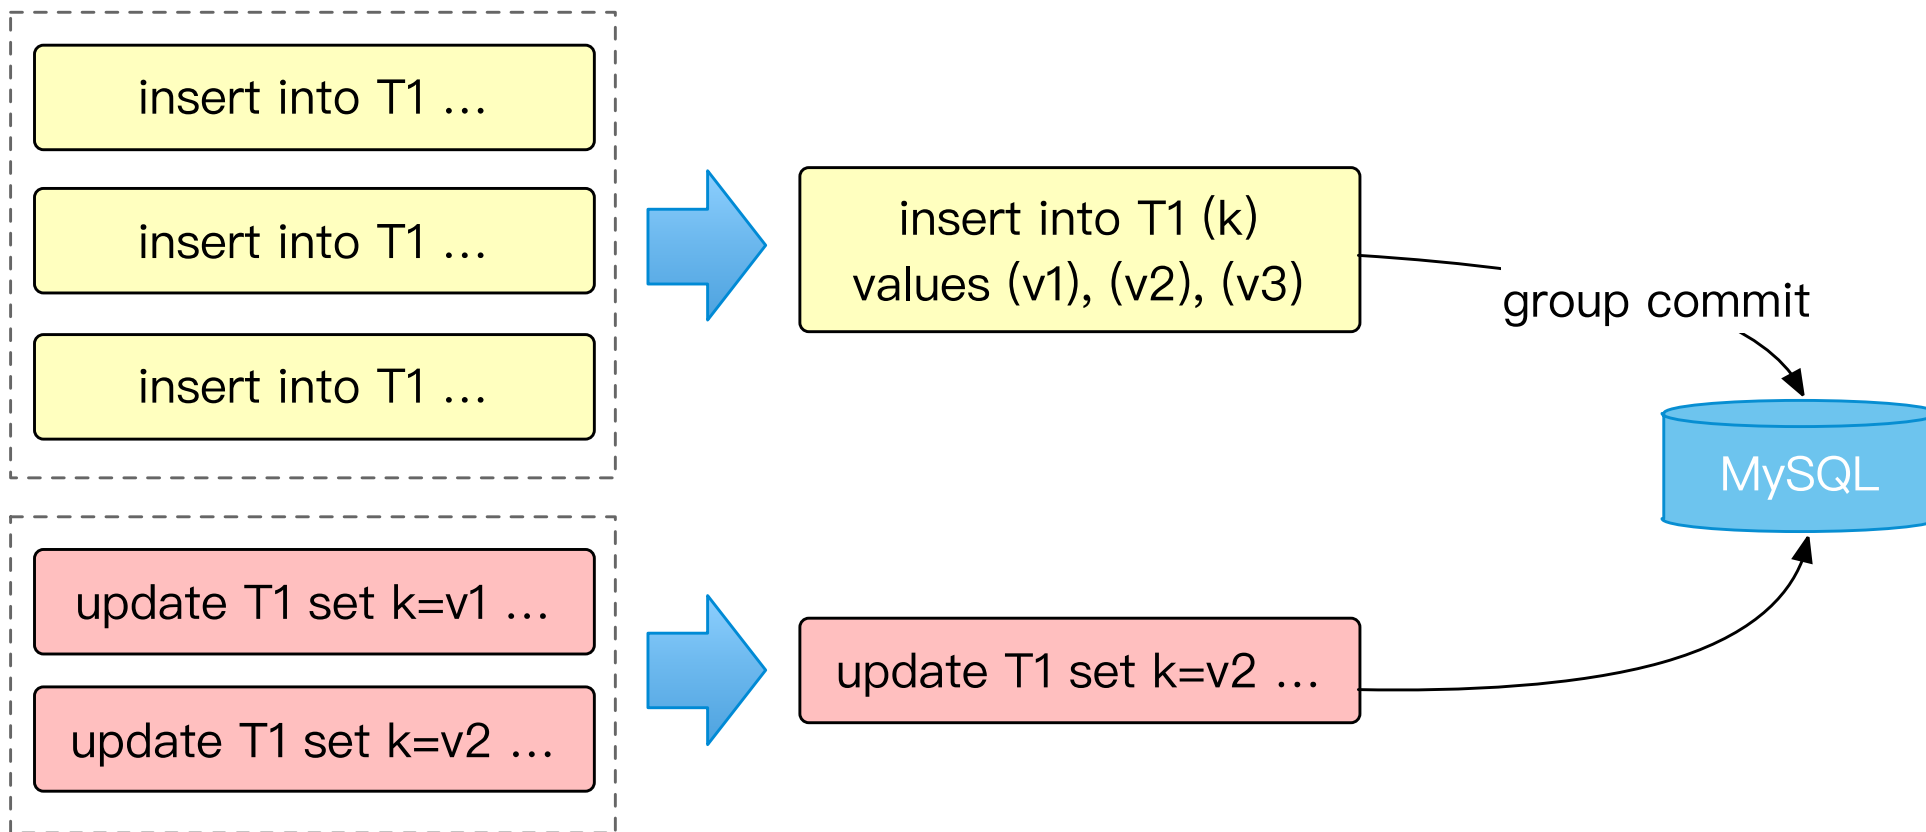 insert into T1 ...
insert into T1 ...
insert into T1 ...
insert into T1 (k)
values (v1), (v2), (v3)
group commit
MySQL
update T1 set k=v1 ...
update T1 set k=v2 ...
update T1 set k=v2 ...